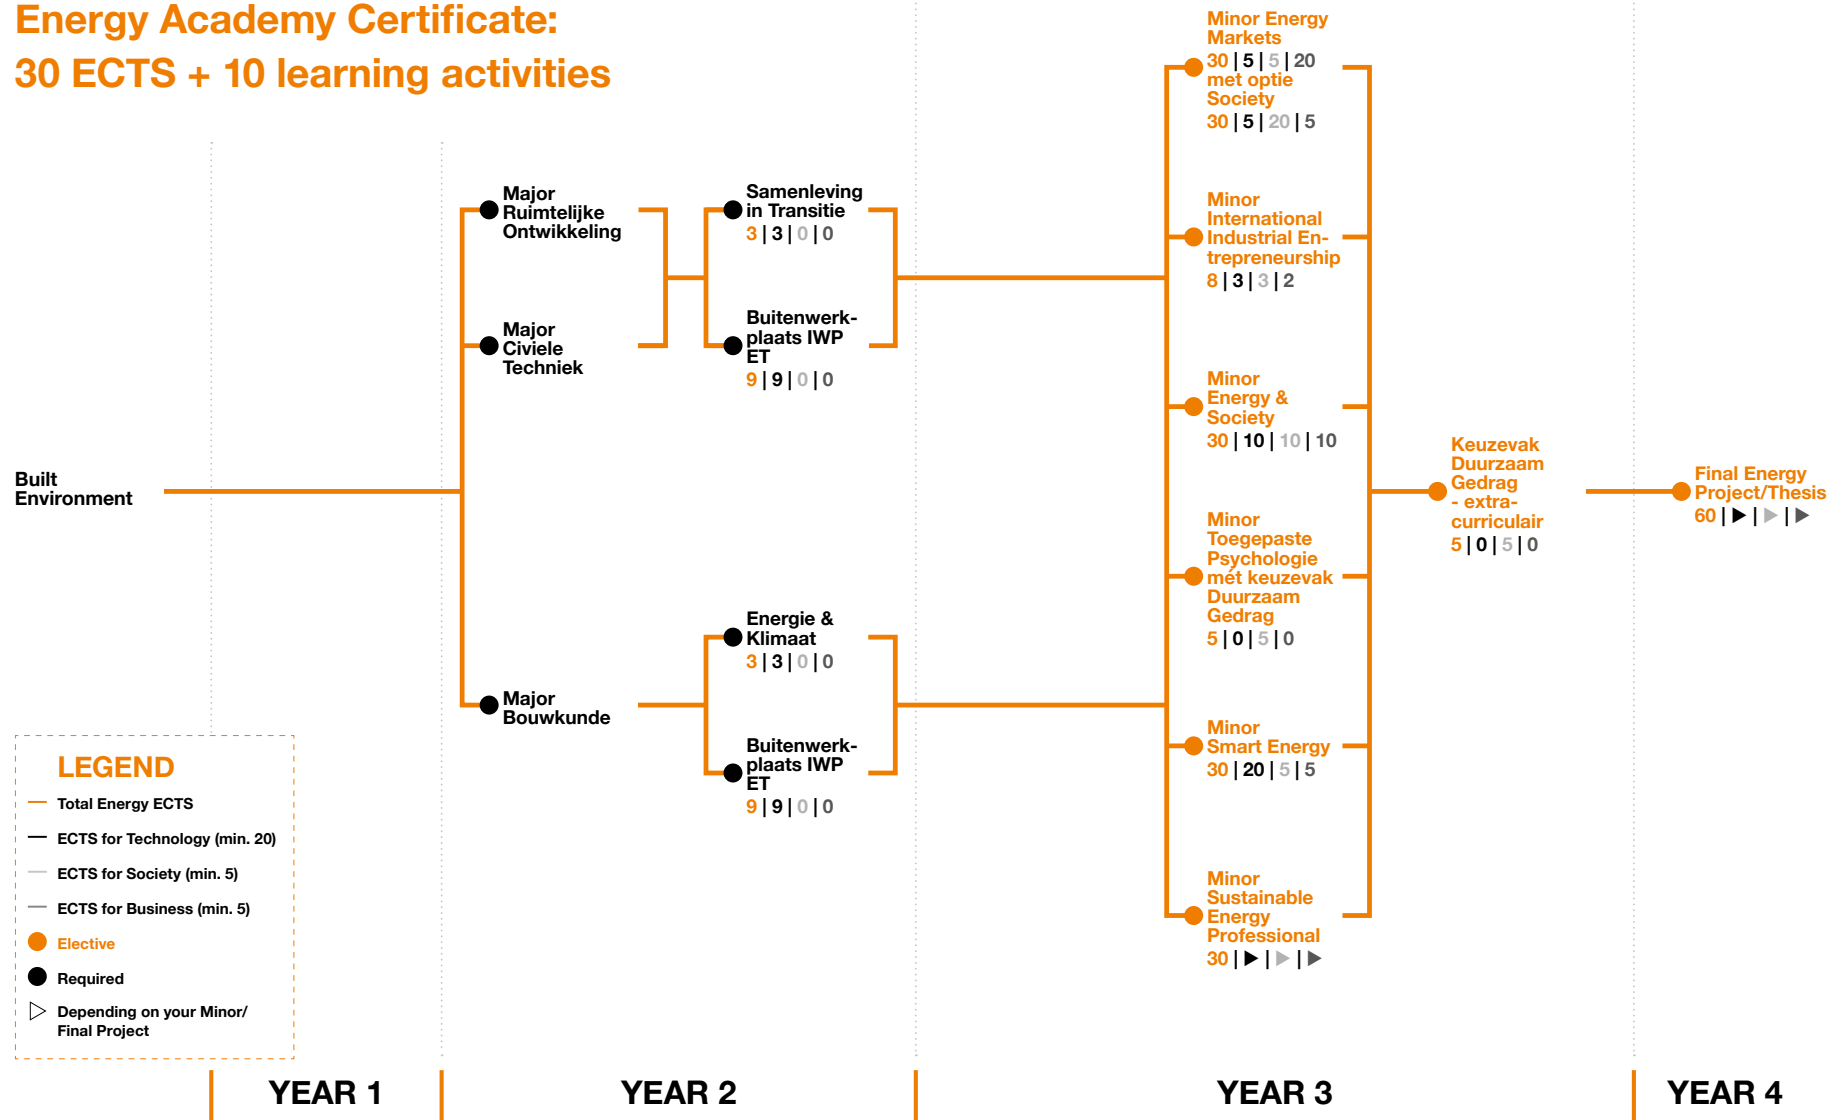 Energy Academy Certificate:
30 ECTS + 10 learning activities
Built
Environment
Major
Ruimtelijke
Ontwikkeling
Major
Civiele
Techniek
Major
Bouwkunde
Samenleving
in Transitie
3 | 3 | 0 | 0
Buitenwerk-
plaats IWP
ET
9 | 9 | 0 | 0
Energie &
Klimaat
3 | 3 | 0 | 0
Buitenwerk-
plaats IWP
ET
9 | 9 | 0 | 0
Minor Energy
Markets
30 | 5 | 5 | 20
met optie
Society
30 | 5 | 20 | 5
Minor
International
Industrial En-
trepreneurship
8 | 3 | 3 | 2
Minor
Energy &
Society
30 | 10 | 10 | 10
Minor
Toegepaste
Psychologie
mét keuzevak
Duurzaam
Gedrag
5 | 0 | 5 | 0
Minor
Smart Energy
30 | 20 | 5 | 5
Minor
Sustainable
Energy
Professional
30 | ▶ | ▶ | ▶
Keuzevak
Duurzaam
Gedrag
- extra-
curriculair
5 | 0 | 5 | 0
Final Energy
Project/Thesis
60 | ▶ | ▶ | ▶
LEGEND
Total Energy ECTS
ECTS for Technology (min. 20)
ECTS for Society (min. 5)
ECTS for Business (min. 5)
Elective
Required
Depending on your Minor/
Final Project
YEAR 1
YEAR 2
YEAR 3
YEAR 4